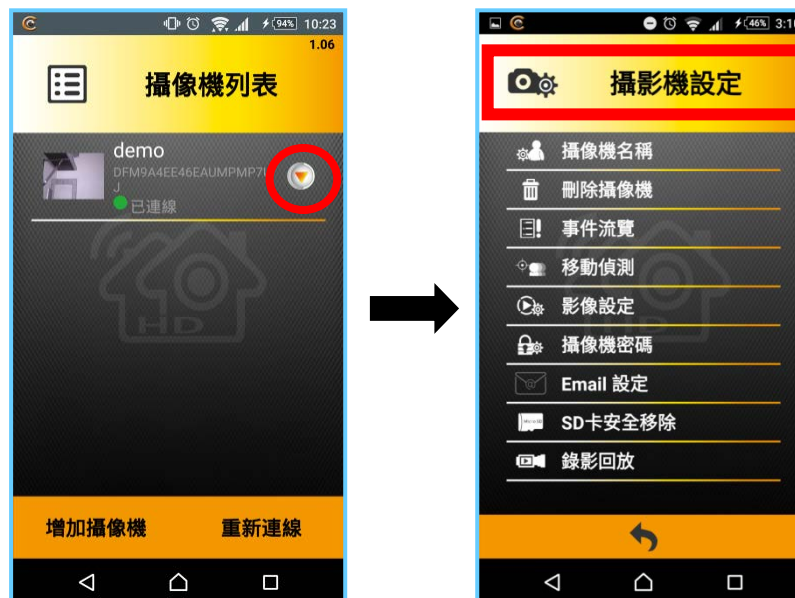 94% 10:23
1.06
攝像機列表
demo
DFM9A4EE46EAUMPMP7
J
已連線
HD
增加攝像機
重新連線
46% 3:10
攝影機設定
攝像機名稱
刪除攝像機
事件流覽
移動偵測
影像設定
攝像機密碼
Email 設定
SD卡安全移除
錄影回放
HD